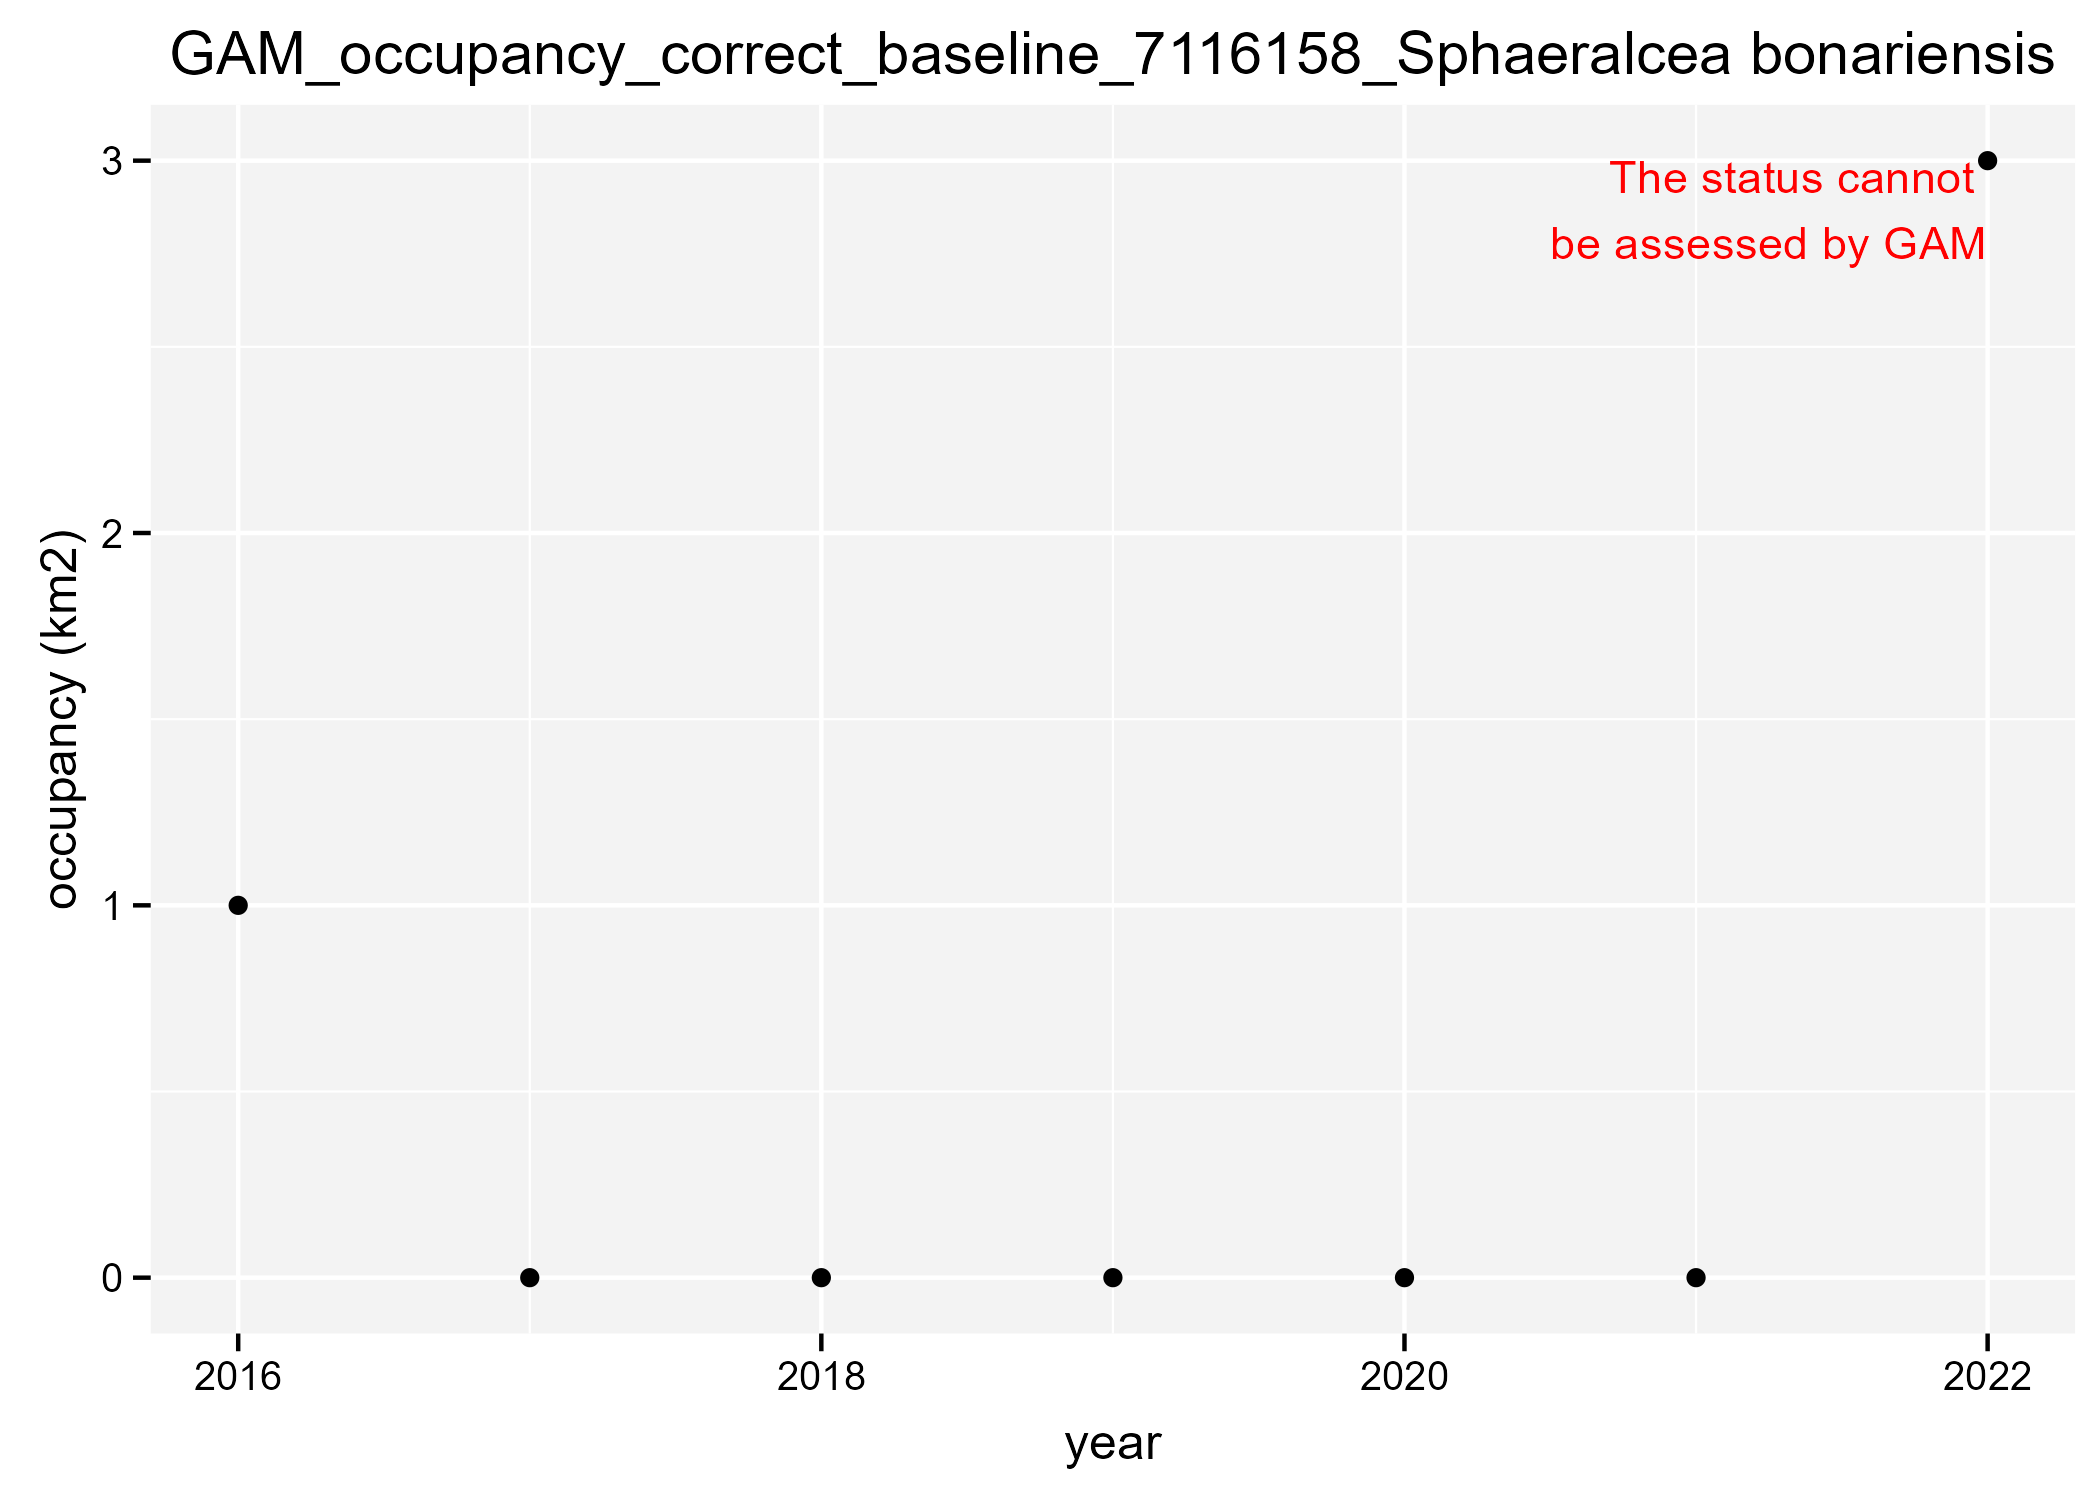 GAM_occupancy_correct_baseline_7116158_Sphaeralcea bonariensis
3
The status cannot
be assessed by GAM
2
occupancy (km2)
1
0
2016 2018 2020 2022
year